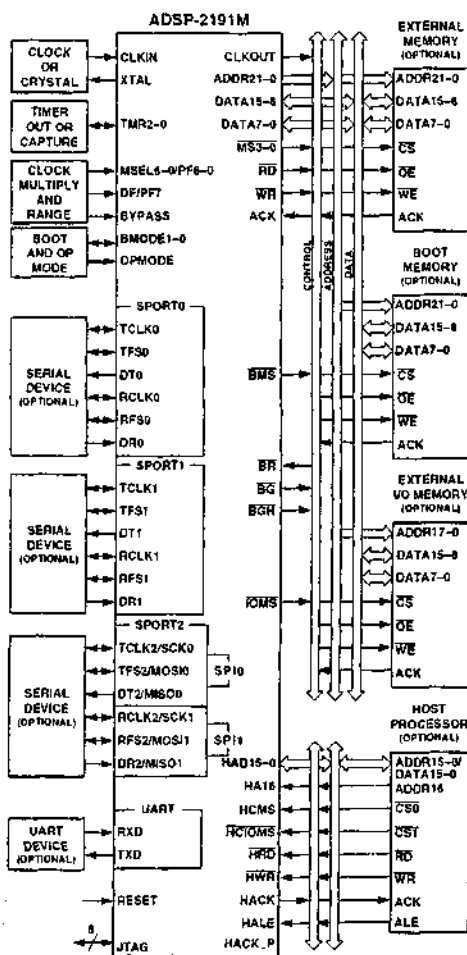 ADSP-2191M
CLOCK
OR
CRYSTAL
CLKIN
XTAL
TIMER
OUT OR
CAPTURE
TMR2-0
CLOCK
MULTIPLY
AND
RANGE
MSEL6-0/PF6-0
DF/PF7
BYPASS
BOOT
AND OP
MODE
BMODE1-0
OPMODE
SPORT0
SERIAL
DEVICE
(OPTIONAL)
TCLK0
TFS0
DT0
RCLK0
RFS0
DR0
SPORT1
SERIAL
DEVICE
(OPTIONAL)
TCLK1
TFS1
DT1
RCLK1
RFS1
DR1
SPORT2
SERIAL
DEVICE
(OPTIONAL)
TCLK2/SCK0
TFS2/MOSI0
DT2/MISO0
SPI0
RCLK2/SCK1
RFS2/MOSI1
DR2/MISO1
SPI1
UART
UART
DEVICE
(OPTIONAL)
RXD
TXD
RESET
6
JTAG
CLKOUT
ADDR21-0
DATA15-8
DATA7-0
MS3-0
RD
WR
ACK
BMS
BR
BG
BGH
IOMS
HAD15-0
HA16
HCMS
HCIOMS
HRD
HWR
HACK
HALE
HACK_P
CONTROL
ADDRESS
DATA
EXTERNAL
MEMORY
(OPTIONAL)
ADDR21-0
DATA15-8
DATA7-0
CS
OE
WE
ACK
BOOT
MEMORY
(OPTIONAL)
ADDR21-0
DATA15-8
DATA7-0
CS
OE
WE
ACK
EXTERNAL
I/O MEMORY
(OPTIONAL)
ADDR17-0
DATA15-8
DATA7-0
CS
OE
WE
ACK
HOST
PROCESSOR
(OPTIONAL)
ADDR15-0/
DATA15-0
ADDR16
CS0
CS1
RD
WR
ACK
ALE